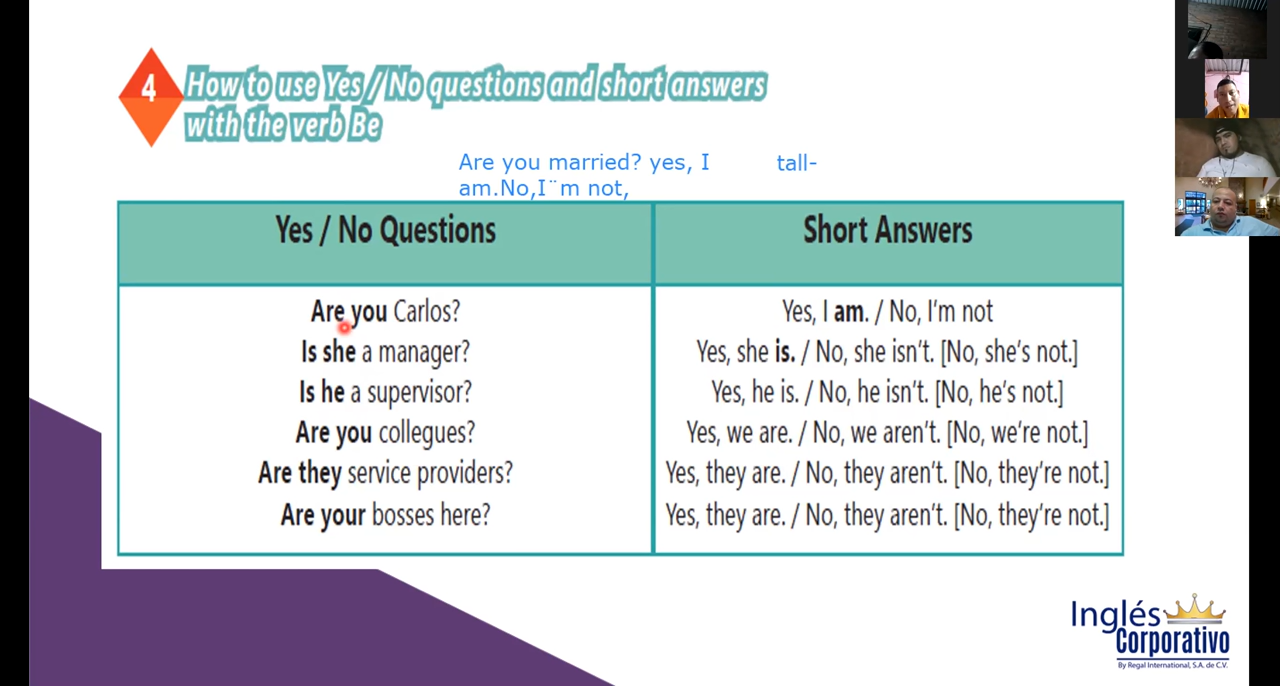 4
How to use Yes / No questions and short answers
with the verb Be
Are you married? yes, I
am.No,I¨m not,
tall-
Yes / No Questions
Short Answers
Are you Carlos?
Yes, I am. / No, I'm not
Is she a manager?
Yes, she is. / No, she isn't. [No, she's not.]
Is he a supervisor?
Yes, he is. / No, he isn't. [No, he's not.]
Are you collegues?
Yes, we are. / No, we aren't. [No, we're not.]
Are they service providers?
Yes, they are. / No, they aren't. [No, they're not.]
Are your bosses here?
Yes, they are. / No, they aren't. [No, they're not.]
Inglés
Corporativo
By Regal International, S.A. de C.V.